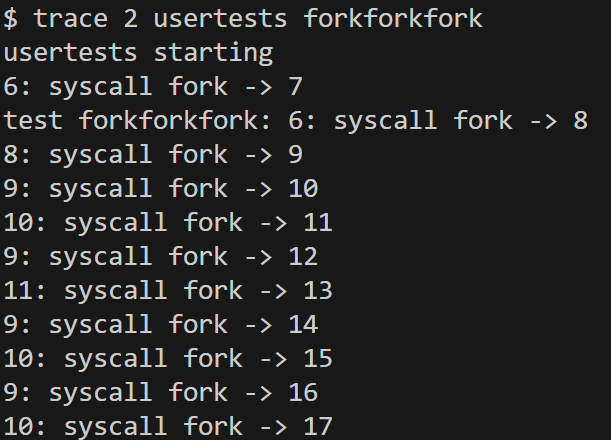 $ trace 2 usertests forkforkfork
usertests starting
6: syscall fork -> 7
test forkforkfork: 6: syscall fork -> 8
8: syscall fork -> 9
9: syscall fork -> 10
10: syscall fork -> 11
9: syscall fork -> 12
11: syscall fork -> 13
9: syscall fork -> 14
10: syscall fork -> 15
9: syscall fork -> 16
10: syscall fork -> 17